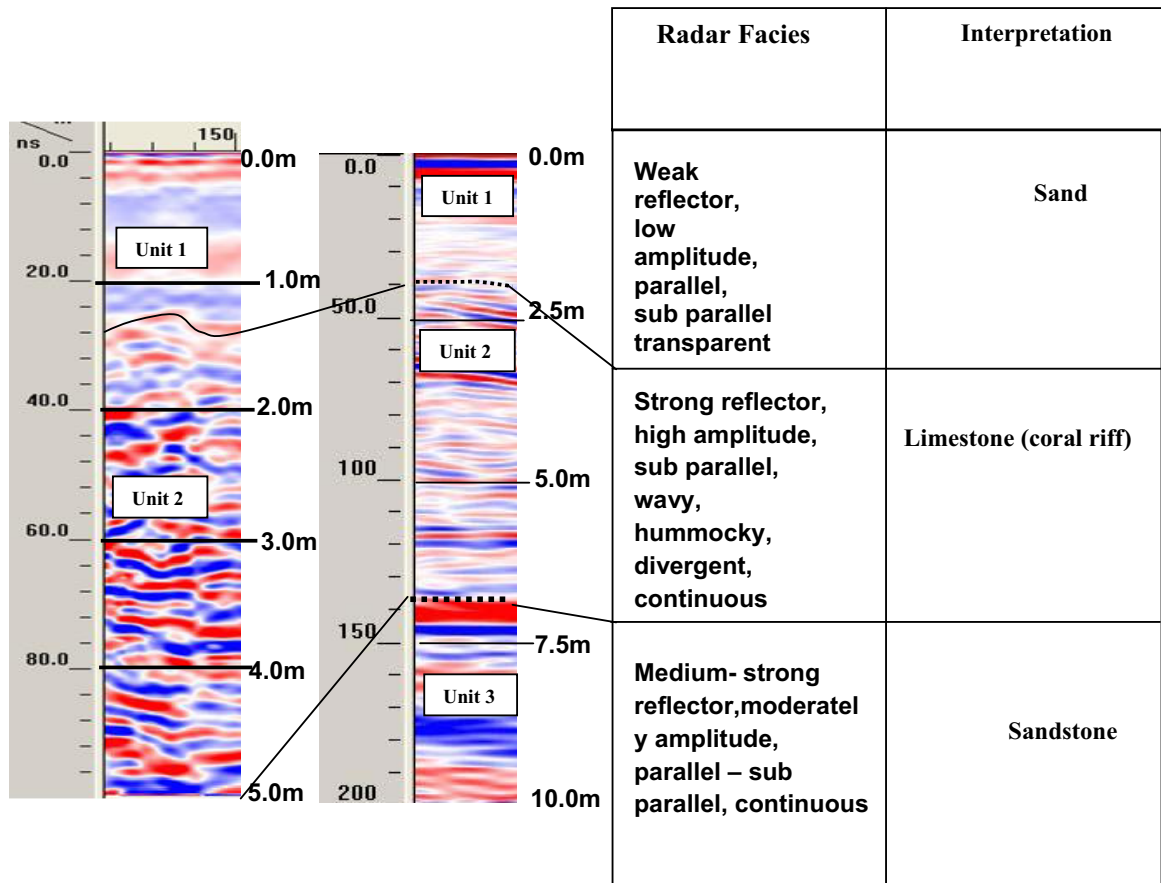 ns
150
0.0
20.0
40.0
60.0
80.0
0.0m
1.0m
2.0m
3.0m
4.0m
5.0m
Unit 1
Unit 2
0.0
50.0
100
150
200
0.0m
2.5m
5.0m
7.5m
10.0m
Unit 1
Unit 2
Unit 3
Radar Facies
Interpretation
Weak
reflector,
low
amplitude,
parallel,
sub parallel
transparent
Sand
Strong reflector,
high amplitude,
sub parallel,
wavy,
hummocky,
divergent,
continuous
Limestone (coral riff)
Medium- strong
reflector,moderatel
y amplitude,
parallel – sub
parallel, continuous
Sandstone